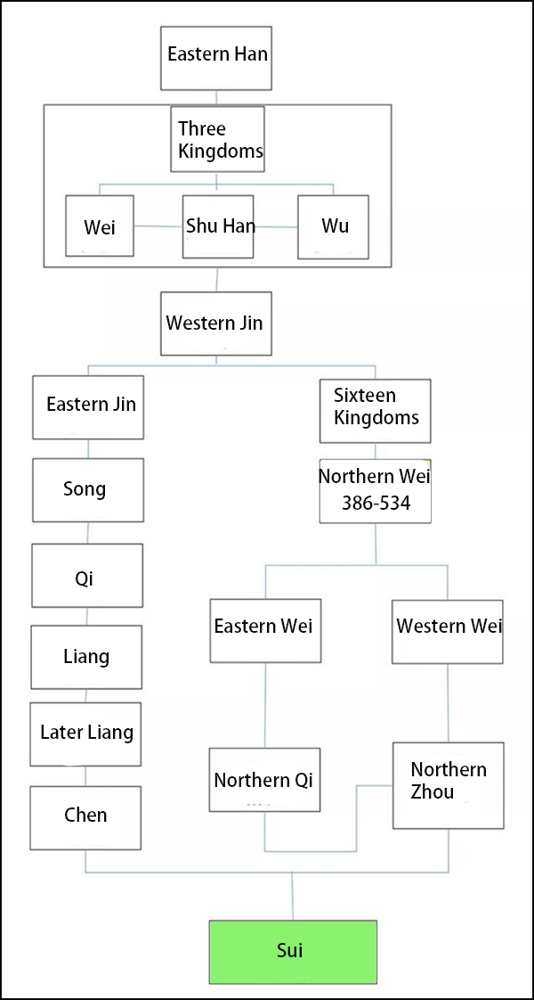 Eastern Han
Three
Kingdoms
Wei
Shu Han
Wu
Western Jin
Eastern Jin
Sixteen
Kingdoms
Song
Northern Wei
386-534
Qi
Eastern Wei
Western Wei
Liang
Later Liang
Northern Qi
Northern
Zhou
Chen
Sui